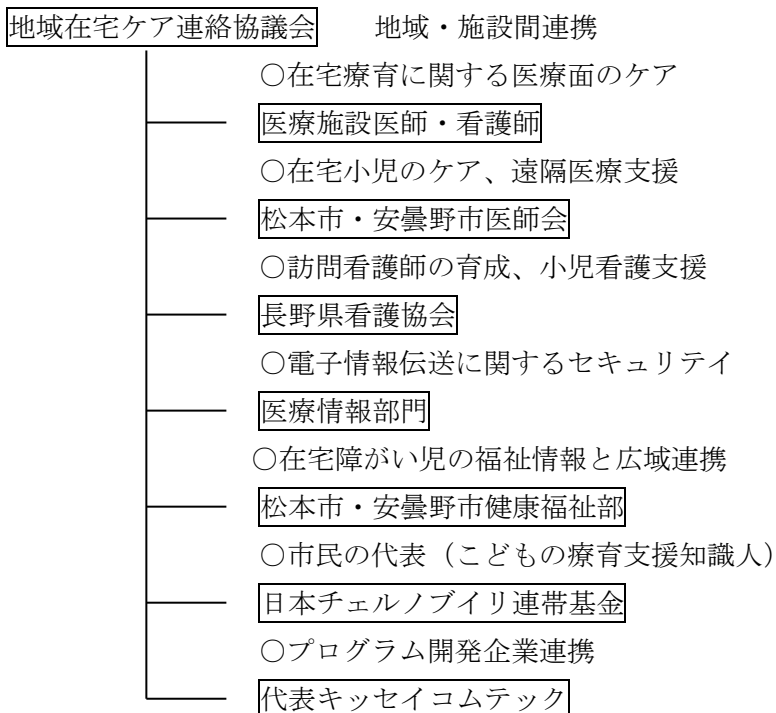 地域在宅ケア連絡協議会 地域・施設間連携
○在宅療育に関する医療面のケア
医療施設医師・看護師
○在宅小児のケア、遠隔医療支援
松本市・安曇野市医師会
○訪問看護師の育成、小児看護支援
長野県看護協会
○電子情報伝送に関するセキュリテイ
医療情報部門
○在宅障がい児の福祉情報と広域連携
松本市・安曇野市健康福祉部
○市民の代表（こどもの療育支援知識人）
日本チェルノブイリ連帯基金
○プログラム開発企業連携
代表キッセイコムテック